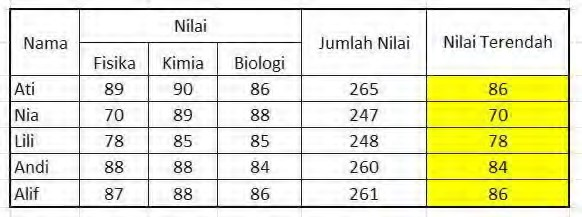 Nama Nilai Jumlah Nilai Nilai Terendah
Fisika Kimia Biologi
Ati 89 90 86 265 86
Nia 70 89 88 247 70
Lili 78 85 85 248 78
Andi 88 88 84 260 84
Alif 87 88 86 261 86